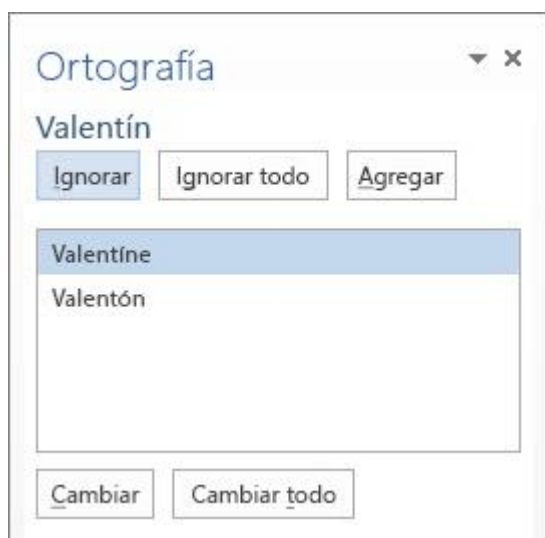 Ortografía
Valentín
Ignorar Ignorar todo Agregar
Valentíne
Valentón
Cambiar Cambiar todo